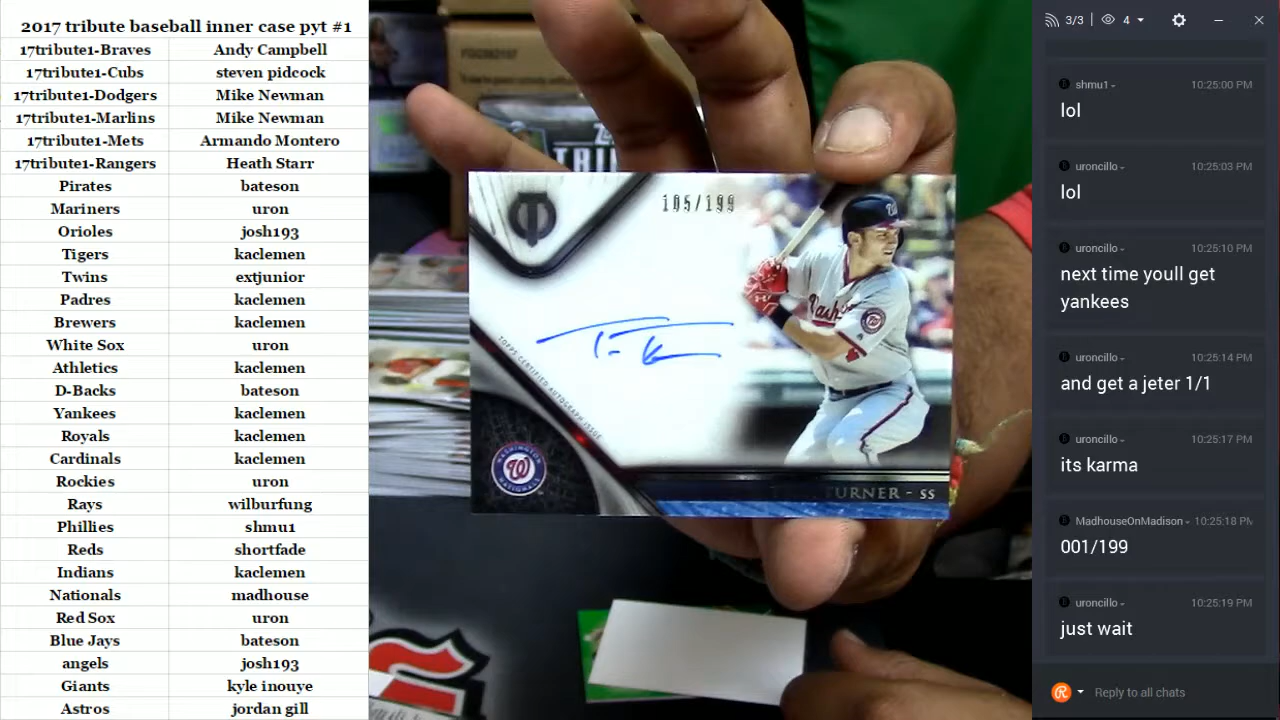 2017 tribute baseball inner case pyt #1
17tribute1-Braves Andy Campbell
17tribute1-Cubs steven pidcock
17tribute1-Dodgers Mike Newman
17tribute1-Marlins Mike Newman
17tribute1-Mets Armando Montero
17tribute1-Rangers Heath Starr
Pirates bateson
Mariners uron
Orioles josh193
Tigers kaclemen
Twins extjunior
Padres kaclemen
Brewers kaclemen
White Sox uron
Athletics kaclemen
D-Backs bateson
Yankees kaclemen
Royals kaclemen
Cardinals kaclemen
Rockies uron
Rays wilburfung
Phillies shmu1
Reds shortfade
Indians kaclemen
Nationals madhouse
Red Sox uron
Blue Jays bateson
angels josh193
Giants kyle inouye
Astros jordan gill
105/199
TOPPS CERTIFIED AUTOGRAPH ISSUE
WASHINGTON
W
NATIONALS
TURNER - SS
3/3 4
shmu1 10:25:00 PM
lol
uroncillo 10:25:03 PM
lol
uroncillo 10:25:10 PM
next time youll get
yankees
uroncillo 10:25:14 PM
and get a jeter 1/1
uroncillo 10:25:17 PM
its karma
MadhouseOnMadison 10:25:18 PM
001/199
uroncillo 10:25:19 PM
just wait
Reply to all chats